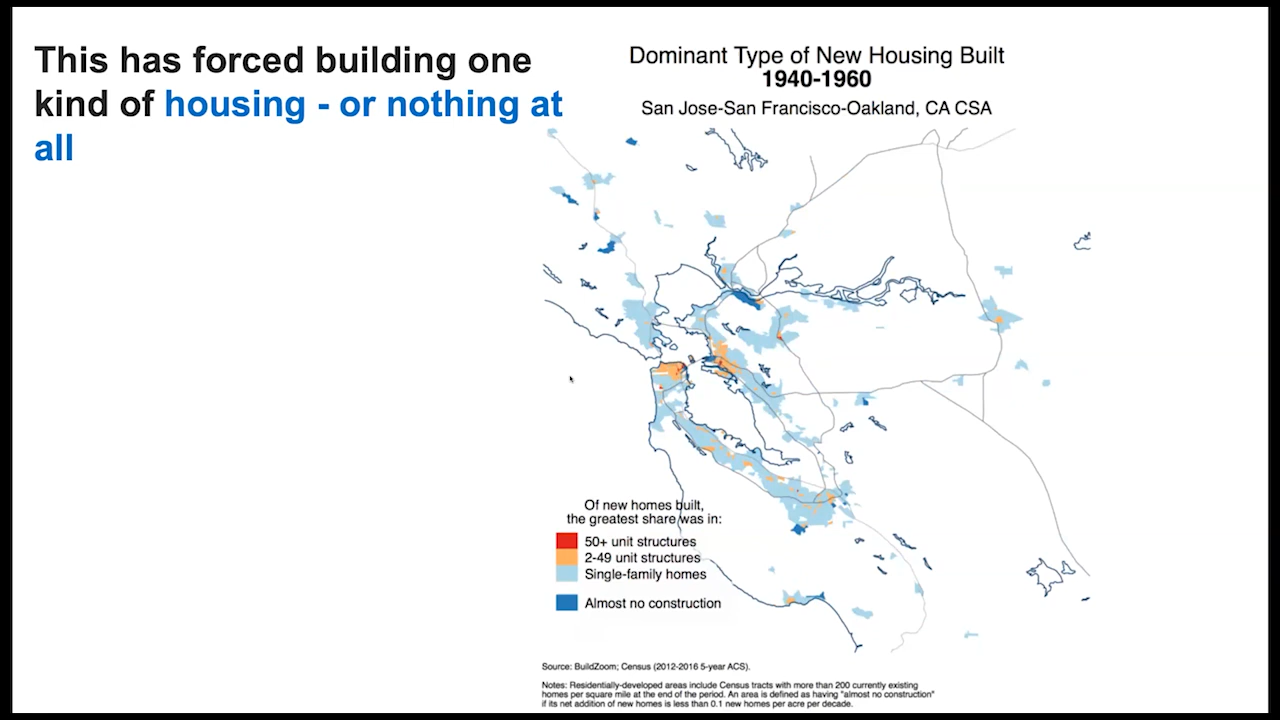 This has forced building one
kind of housing - or nothing at
all
Dominant Type of New Housing Built
1940-1960
San Jose-San Francisco-Oakland, CA CSA
Of new homes built,
the greatest share was in:
50+ unit structures
2-49 unit structures
Single-family homes
Almost no construction
Source: BuildZoom; Census (2012-2016 5-year ACS).
Notes: Residentially-developed areas include Census tracts with more than 200 currently existing
homes per square mile at the end of the period. An area is defined as having "almost no construction"
if its net addition of new homes is less than 0.1 new homes per acre per decade.